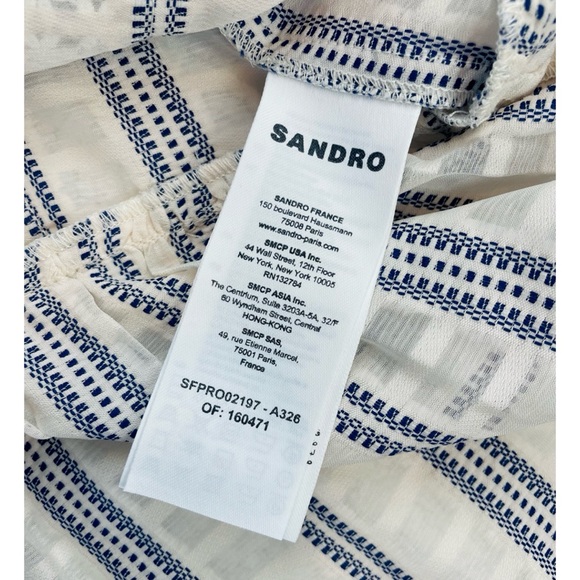 SANDRO
SANDRO FRANCE
150 boulevard Haussmann
75008 Paris
www.sandro-paris.com
SMCP USA Inc.
44 Wall Street, 12th Floor
New York, New York 10005
RN132784
SMCP ASIA Inc.
The Centrium, Suite 3203A-5A, 32/F
60 Wyndham Street, Central
HONG-KONG
SMCP SAS,
49, rue Etienne Marcel,
75001 Paris,
France
SFPRO02197 - A326
OF: 160471